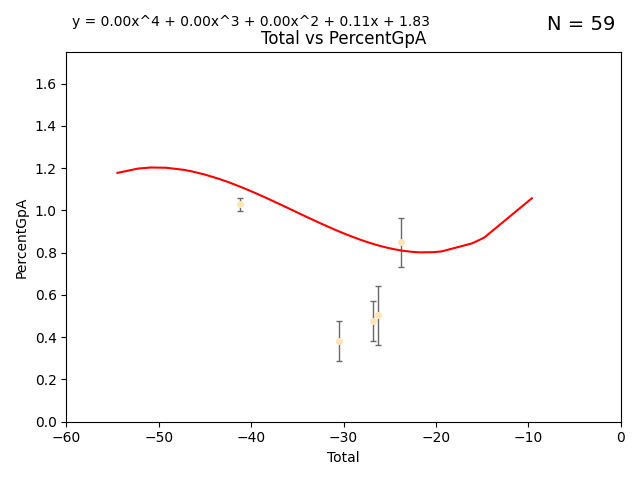 y = 0.00x^4 + 0.00x^3 + 0.00x^2 + 0.11x + 1.83
N = 59
Total vs PercentGpA
PercentGpA
1.6
1.4
1.2
1.0
0.8
0.6
0.4
0.2
0.0
−60 −50 −40 −30 −20 −10 0
Total